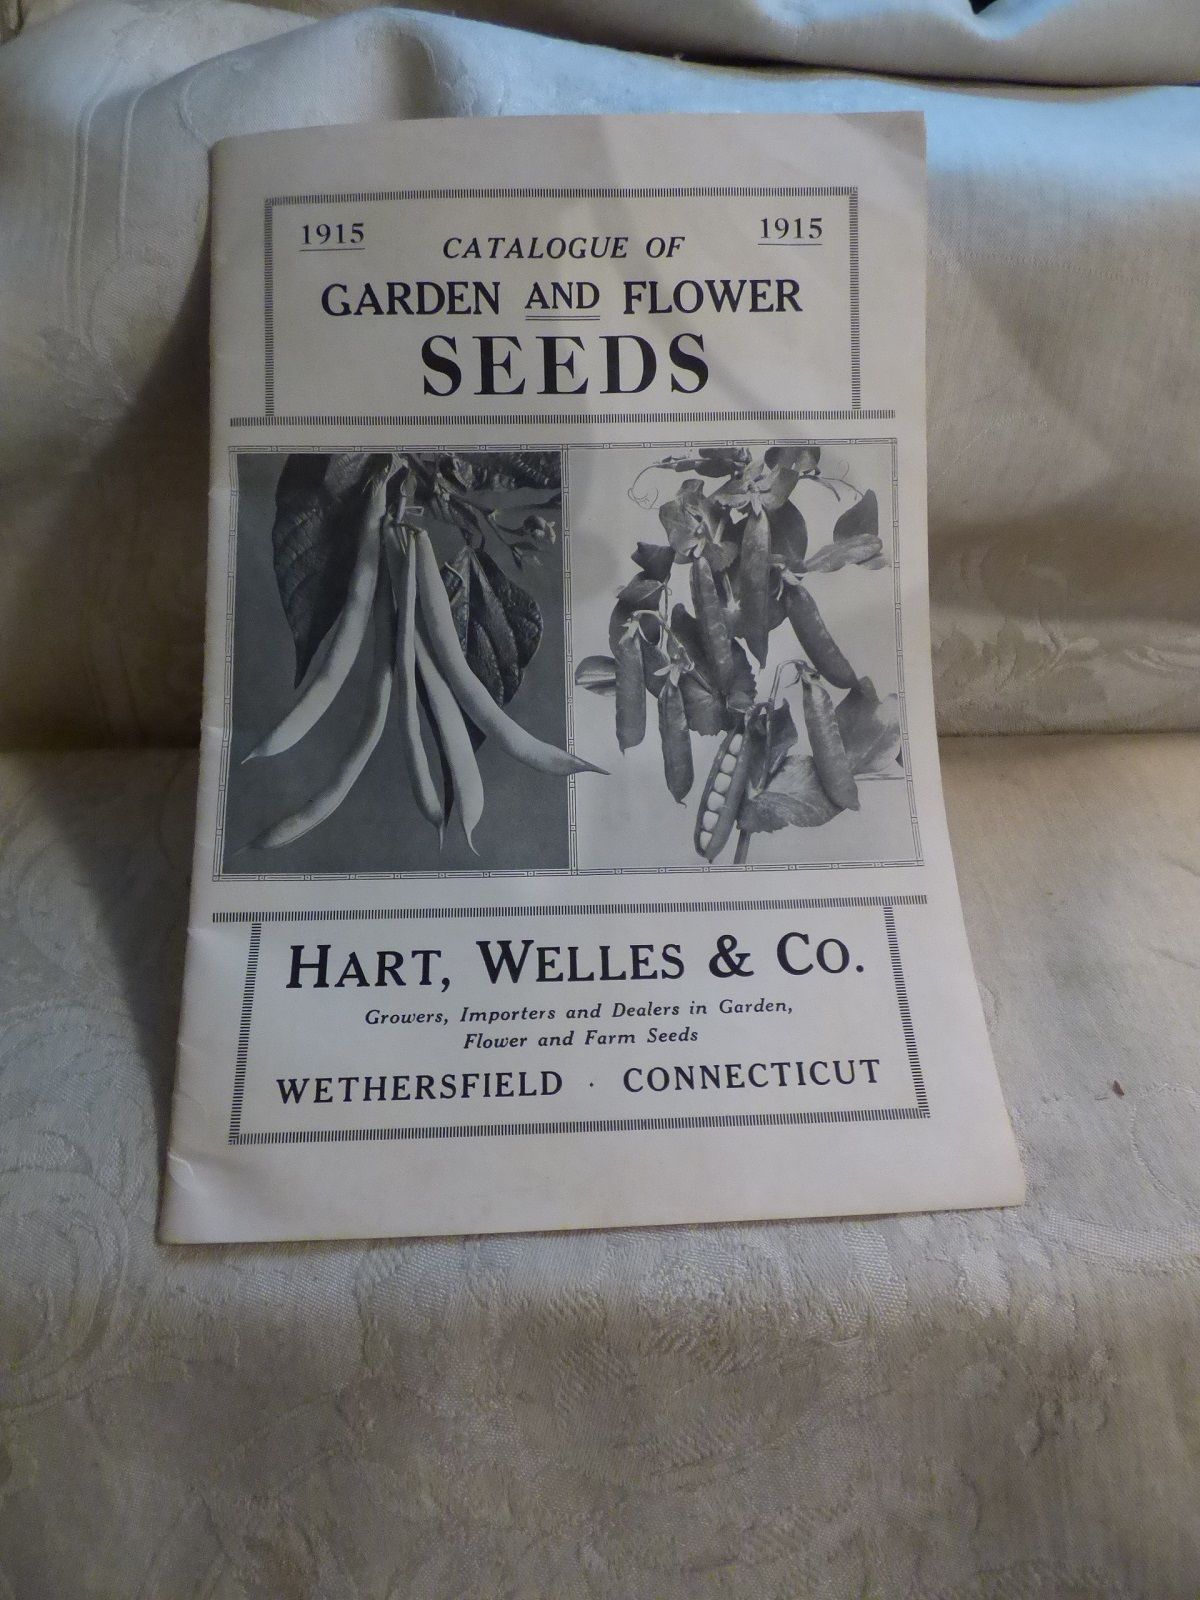 1915 1915
CATALOGUE OF
GARDEN AND FLOWER
SEEDS
HART, WELLES & CO.
Growers, Importers and Dealers in Garden,
Flower and Farm Seeds
WETHERSFIELD · CONNECTICUT